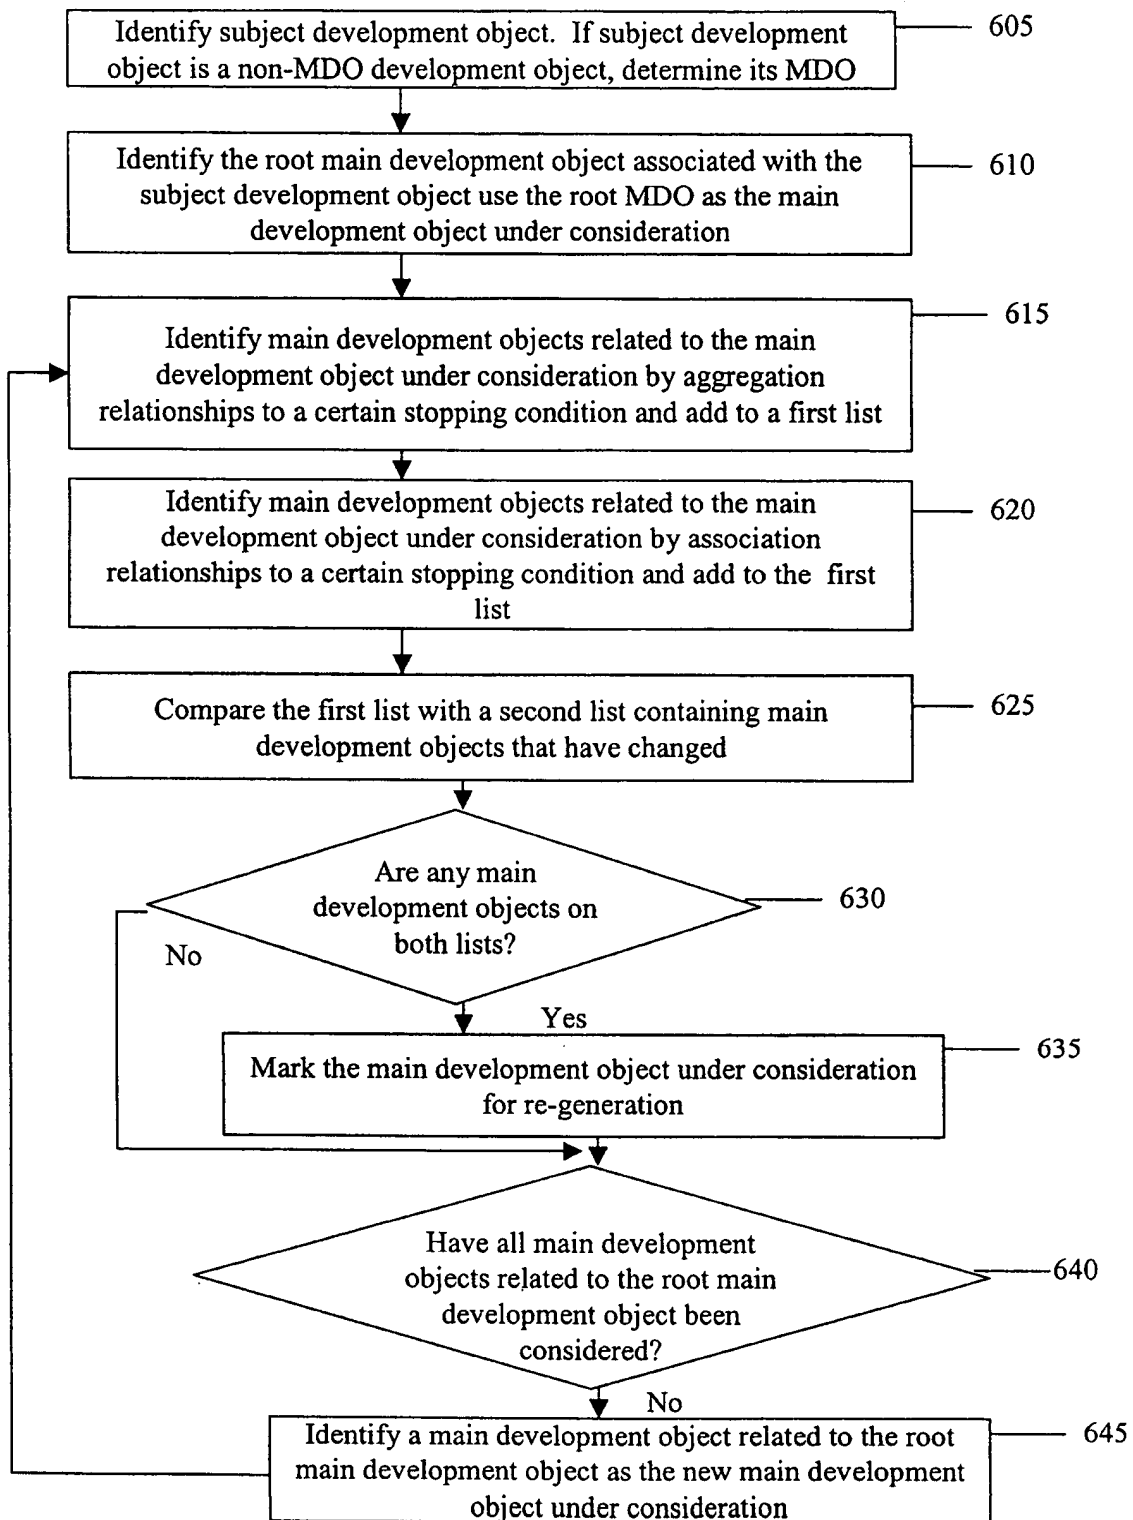 Identify subject development object. If subject development
object is a non-MDO development object, determine its MDO
605
Identify the root main development object associated with the
subject development object use the root MDO as the main
development object under consideration
610
Identify main development objects related to the main
development object under consideration by aggregation
relationships to a certain stopping condition and add to a first list
615
Identify main development objects related to the main
development object under consideration by association
relationships to a certain stopping condition and add to the first
list
620
Compare the first list with a second list containing main
development objects that have changed
625
Are any main
development objects on
both lists?
630
No
Yes
Mark the main development object under consideration
for re-generation
635
Have all main development
objects related to the root main
development object been
considered?
640
No
Identify a main development object related to the root
main development object as the new main development
object under consideration
645